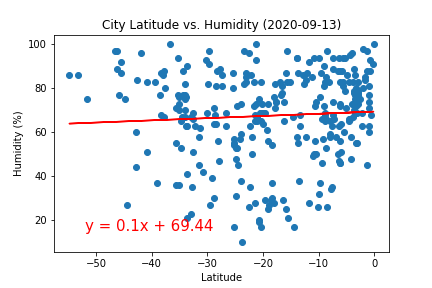 City Latitude vs. Humidity (2020-09-13)
Humidity (%)
100
80
60
40
20
y = 0.1x + 69.44
−50
−40
−30
−20
−10
0
Latitude